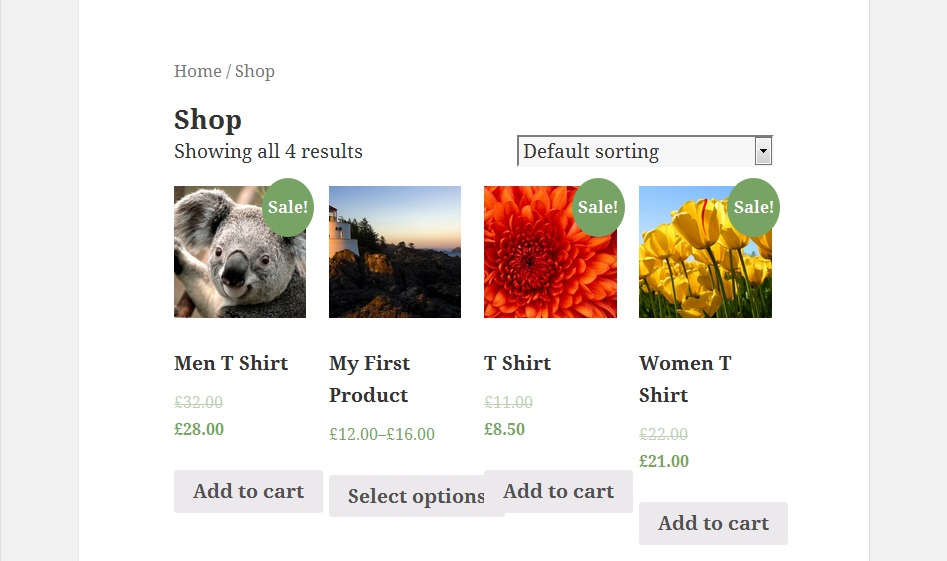 Home / Shop
Shop
Showing all 4 results
Default sorting
Sale!
Sale!
Sale!
Men T Shirt
£32.00
£28.00
Add to cart
My First
Product
£12.00–£16.00
Select options
T Shirt
£11.00
£8.50
Add to cart
Women T
Shirt
£22.00
£21.00
Add to cart